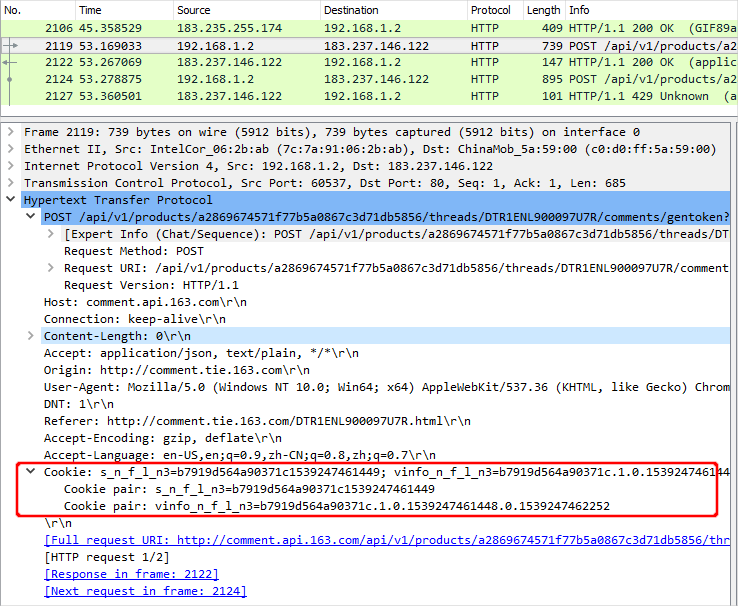 No. Time Source Destination Protocol Length Info
2106 45.358529 183.235.255.174 192.168.1.2 HTTP 409 HTTP/1.1 200 OK (GIF89a
2119 53.169033 192.168.1.2 183.237.146.122 HTTP 739 POST /api/v1/products/a2
2122 53.267069 183.237.146.122 192.168.1.2 HTTP 147 HTTP/1.1 200 OK (applic
2124 53.278875 192.168.1.2 183.237.146.122 HTTP 895 POST /api/v1/products/a2
2127 53.360501 183.237.146.122 192.168.1.2 HTTP 101 HTTP/1.1 429 Unknown (a
Frame 2119: 739 bytes on wire (5912 bits), 739 bytes captured (5912 bits) on interface 0
Ethernet II, Src: IntelCor_06:2b:ab (7c:7a:91:06:2b:ab), Dst: ChinaMob_5a:59:00 (c0:d0:ff:5a:59:00)
Internet Protocol Version 4, Src: 192.168.1.2, Dst: 183.237.146.122
Transmission Control Protocol, Src Port: 60537, Dst Port: 80, Seq: 1, Ack: 1, Len: 685
Hypertext Transfer Protocol
POST /api/v1/products/a2869674571f77b5a0867c3d71db5856/threads/DTR1ENL900097U7R/comments/gentoken?
[Expert Info (Chat/Sequence): POST /api/v1/products/a2869674571f77b5a0867c3d71db5856/threads/DT
Request Method: POST
Request URI: /api/v1/products/a2869674571f77b5a0867c3d71db5856/threads/DTR1ENL900097U7R/comment
Request Version: HTTP/1.1
Host: comment.api.163.com\r\n
Connection: keep-alive\r\n
Content-Length: 0\r\n
Accept: application/json, text/plain, */*\r\n
Origin: http://comment.tie.163.com\r\n
User-Agent: Mozilla/5.0 (Windows NT 10.0; Win64; x64) AppleWebKit/537.36 (KHTML, like Gecko) Chrom
DNT: 1\r\n
Referer: http://comment.tie.163.com/DTR1ENL900097U7R.html\r\n
Accept-Encoding: gzip, deflate\r\n
Accept-Language: en-US,en;q=0.9,zh-CN;q=0.8,zh;q=0.7\r\n
Cookie: s_n_f_l_n3=b7919d564a90371c1539247461449; vinfo_n_f_l_n3=b7919d564a90371c.1.0.153924746144
Cookie pair: s_n_f_l_n3=b7919d564a90371c1539247461449
Cookie pair: vinfo_n_f_l_n3=b7919d564a90371c.1.0.1539247461448.0.1539247462252
\r\n
[Full request URI: http://comment.api.163.com/api/v1/products/a2869674571f77b5a0867c3d71db5856/thr
[HTTP request 1/2]
[Response in frame: 2122]
[Next request in frame: 2124]